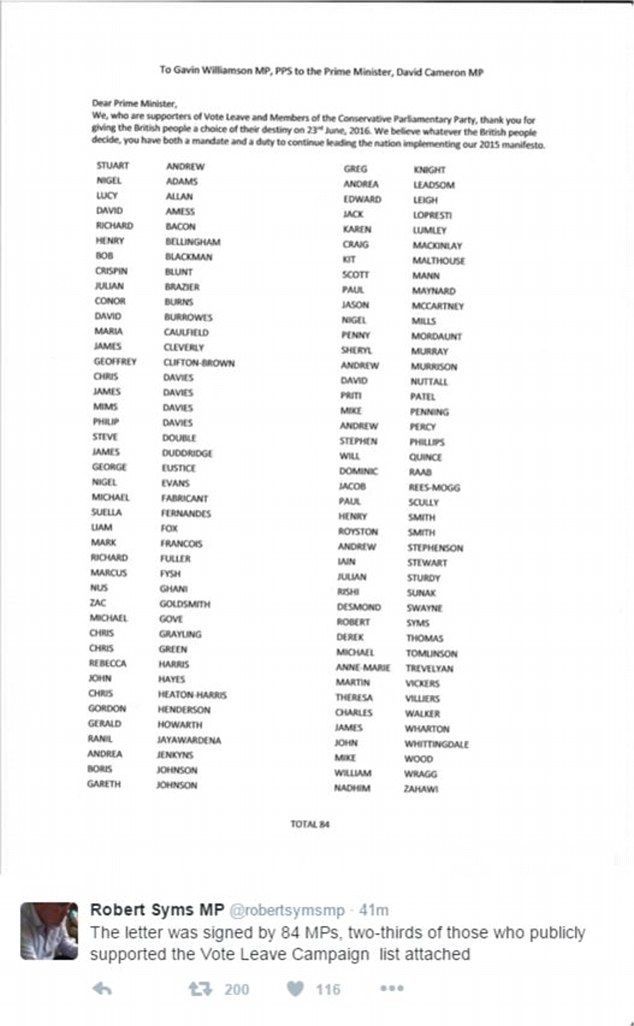 To Gavin Williamson MP, PPS to the Prime Minister, David Cameron MP
Dear Prime Minister,
We, who are supporters of Vote Leave and Members of the Conservative Parliamentary Party, thank you for
giving the British people a choice of their destiny on 23rd June, 2016. We believe whatever the British people
decide, you have both a mandate and a duty to continue leading the nation implementing our 2015 manifesto.
STUART ANDREW
NIGEL ADAMS
LUCY ALLAN
DAVID AMESS
RICHARD BACON
HENRY BELLINGHAM
BOB BLACKMAN
CRISPIN BLUNT
JULIAN BRAZIER
CONOR BURNS
DAVID BURROWES
MARIA CAULFIELD
JAMES CLEVERLY
GEOFFREY CLIFTON-BROWN
CHRIS DAVIES
JAMES DAVIES
MIMS DAVIES
PHILIP DAVIES
STEVE DOUBLE
JAMES DUDDRIDGE
GEORGE EUSTICE
NIGEL EVANS
MICHAEL FABRICANT
SUELLA FERNANDES
LIAM FOX
MARK FRANCOIS
RICHARD FULLER
MARCUS FYSH
NUS GHANI
ZAC GOLDSMITH
MICHAEL GOVE
CHRIS GRAYLING
CHRIS GREEN
REBECCA HARRIS
JOHN HAYES
CHRIS HEATON-HARRIS
GORDON HENDERSON
GERALD HOWARTH
RANIL JAYAWARDENA
ANDREA JENKYNS
BORIS JOHNSON
GARETH JOHNSON
GREG KNIGHT
ANDREA LEADSOM
EDWARD LEIGH
JACK LOPRESTI
KAREN LUMLEY
CRAIG MACKINLAY
KIT MALTHOUSE
SCOTT MANN
PAUL MAYNARD
JASON MCCARTNEY
NIGEL MILLS
PENNY MORDAUNT
SHERYL MURRAY
ANDREW MURRISON
DAVID NUTTALL
PRITI PATEL
MIKE PENNING
ANDREW PERCY
STEPHEN PHILLIPS
WILL QUINCE
DOMINIC RAAB
JACOB REES-MOGG
PAUL SCULLY
HENRY SMITH
ROYSTON SMITH
ANDREW STEPHENSON
IAIN STEWART
JULIAN STURDY
RISHI SUNAK
DESMOND SWAYNE
ROBERT SYMS
DEREK THOMAS
MICHAEL TOMLINSON
ANNE-MARIE TREVELYAN
MARTIN VICKERS
THERESA VILLIERS
CHARLES WALKER
JAMES WHARTON
JOHN WHITTINGDALE
MIKE WOOD
WILLIAM WRAGG
NADHIM ZAHAWI
TOTAL 84
Robert Syms MP @robertsymsmp · 41m
The letter was signed by 84 MPs, two-thirds of those who publicly
supported the Vote Leave Campaign list attached
200 116